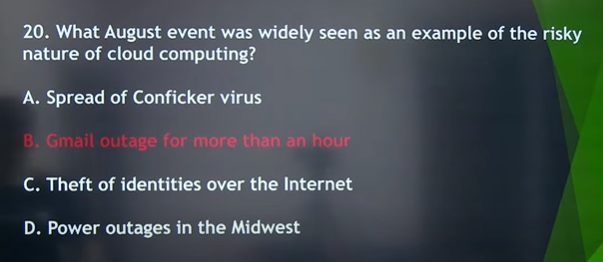 20. What August event was widely seen as an example of the risky
nature of cloud computing?
A. Spread of Conficker virus
B. Gmail outage for more than an hour
C. Theft of identities over the Internet
D. Power outages in the Midwest